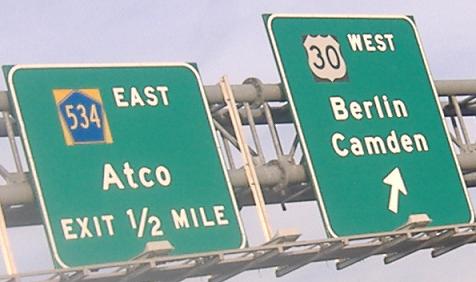 534 EAST
Atco
EXIT 1/2 MILE
30 WEST
Berlin
Camden